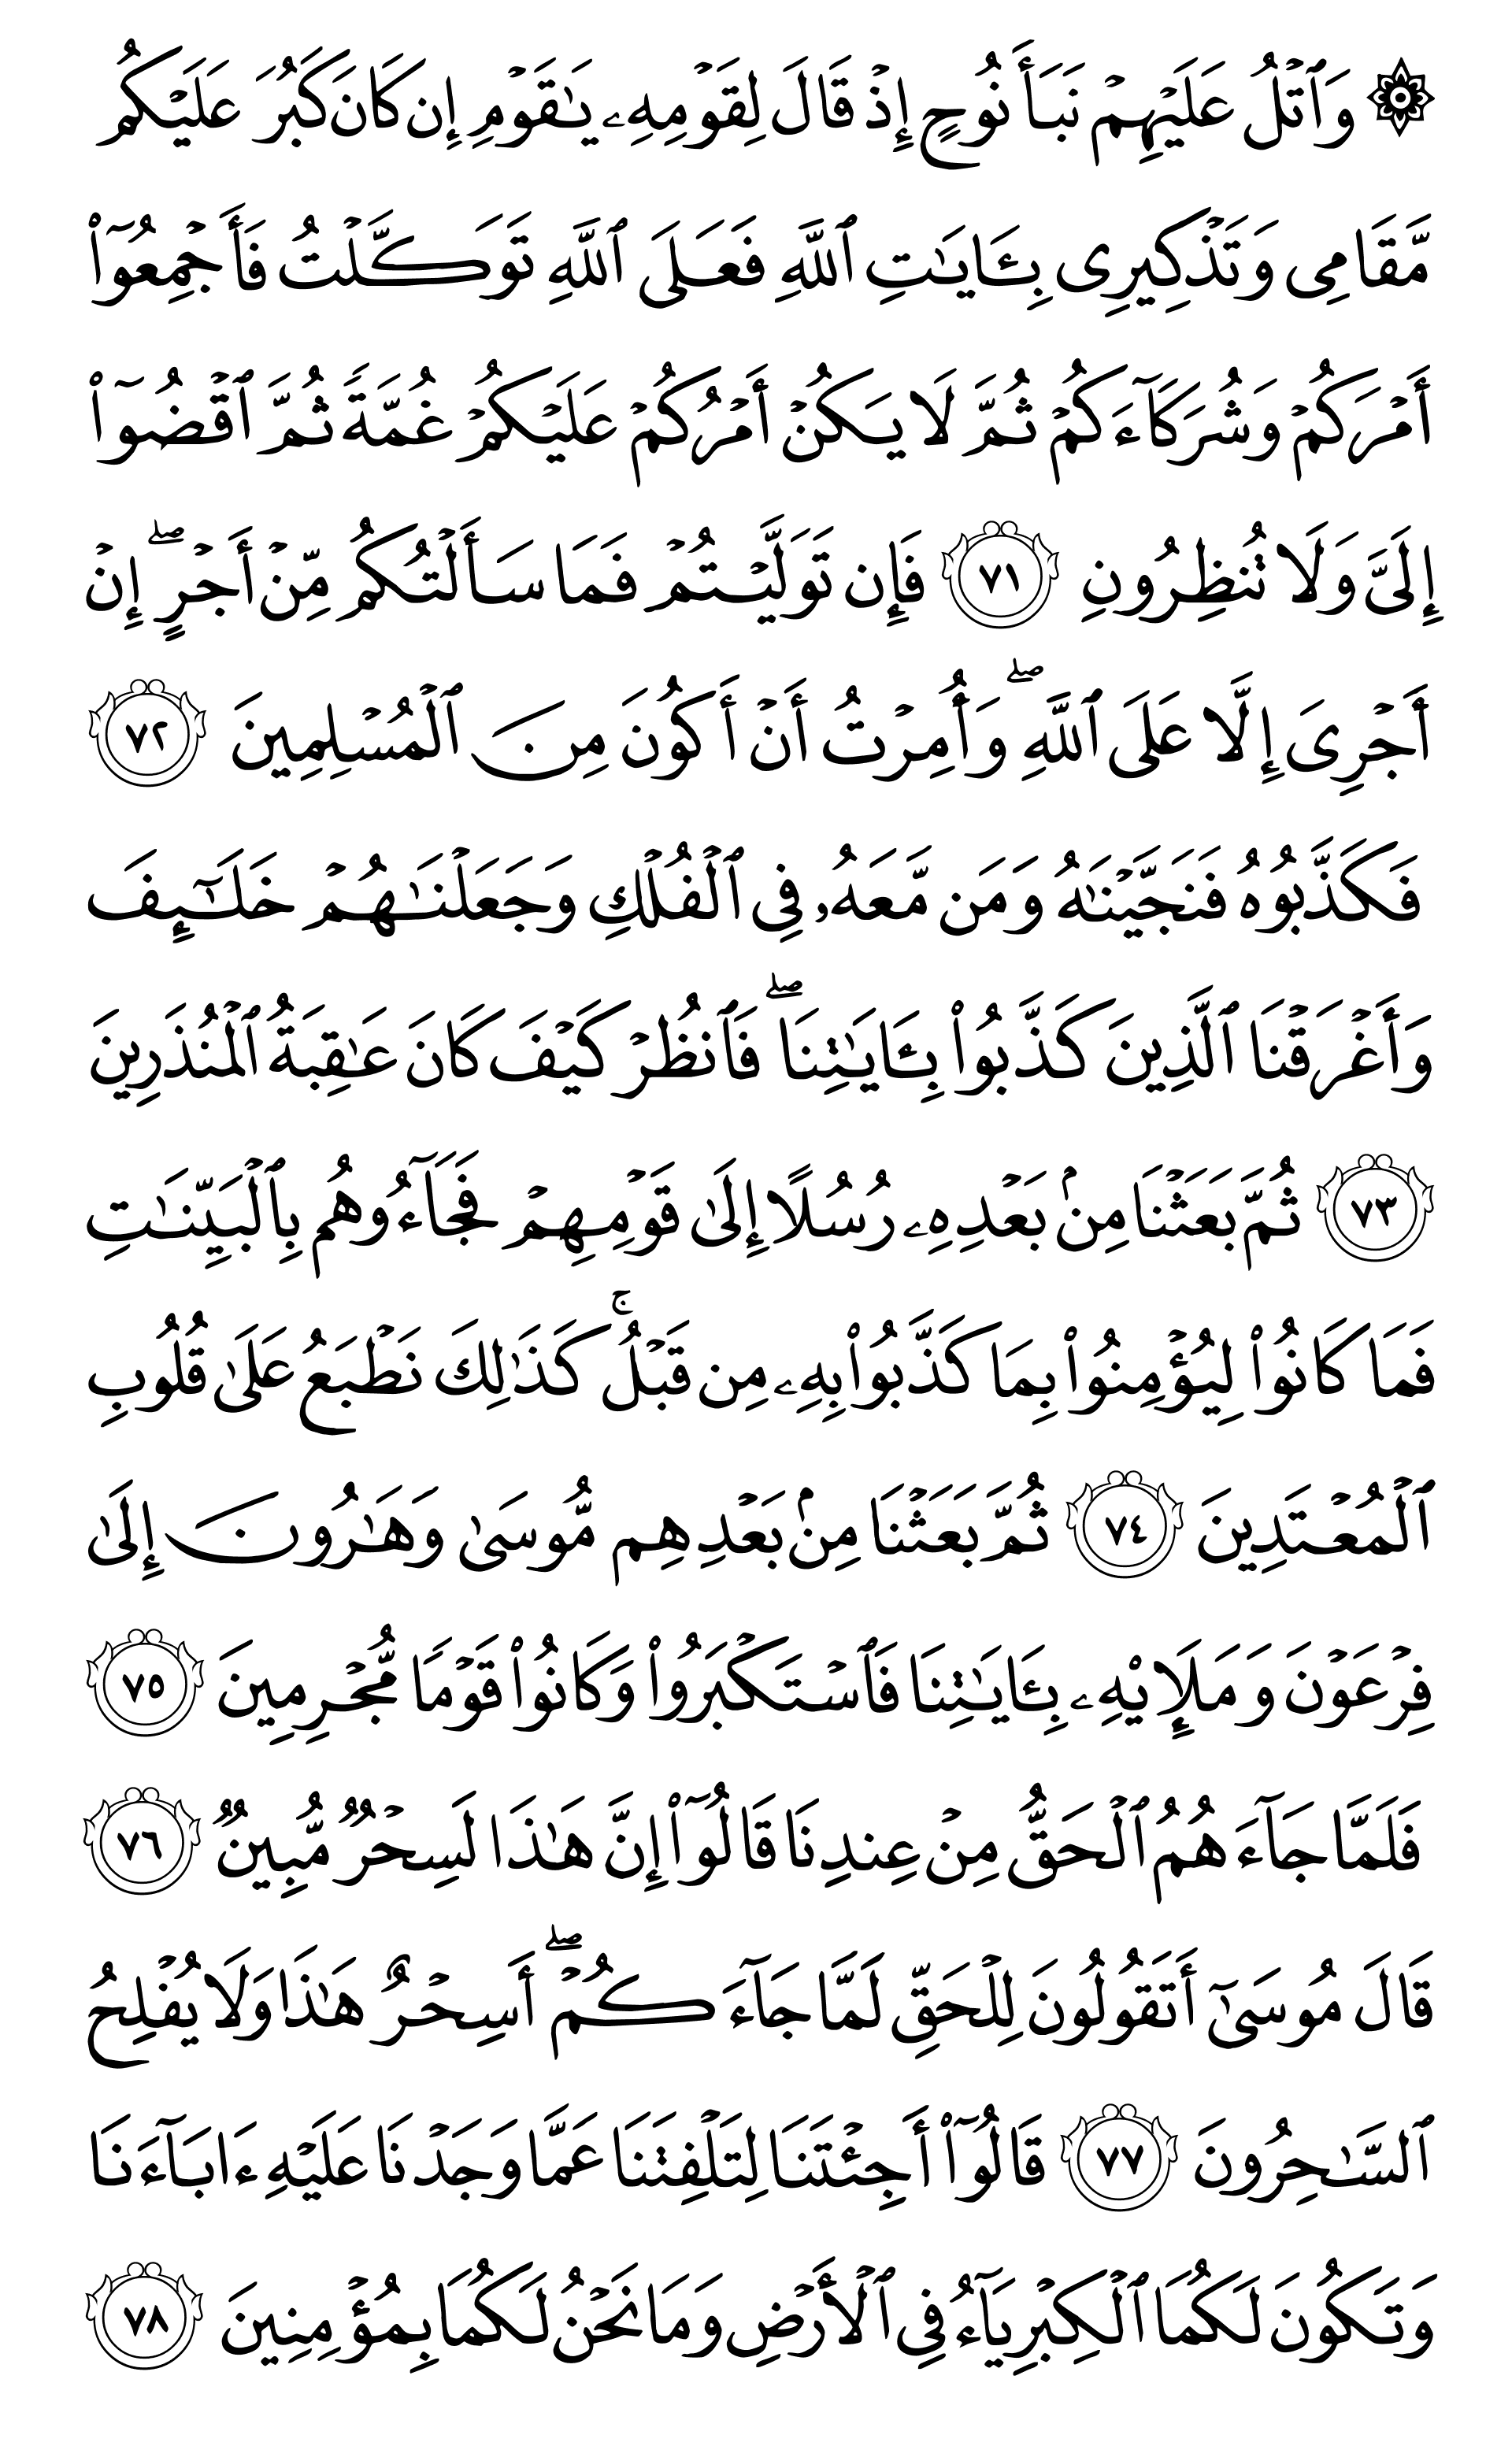 ۞ وَٱتۡلُ عَلَيۡهِمۡ نَبَأَ نُوحٍ إِذۡ قَالَ لِقَوۡمِهِۦ يَٰقَوۡمِ إِن كَانَ كَبُرَ عَلَيۡكُم
مَّقَامِى وَتَذۡكِيرِى بِـَٔايَٰتِ ٱللَّهِ فَعَلَى ٱللَّهِ تَوَكَّلۡتُ فَأَجۡمِعُوٓاْ
أَمۡرَكُمۡ وَشُرَكَآءَكُمۡ ثُمَّ لَا يَكُنۡ أَمۡرُكُمۡ عَلَيۡكُمۡ غُمَّةٗ ثُمَّ ٱقۡضُوٓاْ
إِلَىَّ وَلَا تُنظِرُونِ ٧١ فَإِن تَوَلَّيۡتُمۡ فَمَا سَأَلۡتُكُم مِّنۡ أَجۡرٍۖ إِنۡ
أَجۡرِىَ إِلَّا عَلَى ٱللَّهِۖ وَأُمِرۡتُ أَنۡ أَكُونَ مِنَ ٱلۡمُسۡلِمِينَ ٧٢
فَكَذَّبُوهُ فَنَجَّيۡنَٰهُ وَمَن مَّعَهُۥ فِى ٱلۡفُلۡكِ وَجَعَلۡنَٰهُمۡ خَلَٰٓئِفَ
وَأَغۡرَقۡنَا ٱلَّذِينَ كَذَّبُواْ بِـَٔايَٰتِنَاۖ فَٱنظُرۡ كَيۡفَ كَانَ عَٰقِبَةُ ٱلۡمُنذَرِينَ
٧٣ ثُمَّ بَعَثۡنَا مِنۢ بَعۡدِهِۦ رُسُلًا إِلَىٰ قَوۡمِهِمۡ فَجَآءُوهُم بِٱلۡبَيِّنَٰتِ
فَمَا كَانُواْ لِيُؤۡمِنُواْ بِمَا كَذَّبُواْ بِهِۦ مِن قَبۡلُۚ كَذَٰلِكَ نَطۡبَعُ عَلَىٰ قُلُوبِ
ٱلۡمُعۡتَدِينَ ٧٤ ثُمَّ بَعَثۡنَا مِنۢ بَعۡدِهِم مُّوسَىٰ وَهَٰرُونَ إِلَىٰ
فِرۡعَوۡنَ وَمَلَإِيْهِۦ بِـَٔايَٰتِنَا فَٱسۡتَكۡبَرُواْ وَكَانُواْ قَوۡمٗا مُّجۡرِمِينَ ٧٥
فَلَمَّا جَآءَهُمُ ٱلۡحَقُّ مِنۡ عِندِنَا قَالُوٓاْ إِنَّ هَٰذَا لَسِحۡرٞ مُّبِينٞ ٧٦
قَالَ مُوسَىٰٓ أَتَقُولُونَ لِلۡحَقِّ لَمَّا جَآءَكُمۡۖ أَسِحۡرٌ هَٰذَا وَلَا يُفۡلِحُ
ٱلسَّٰحِرُونَ ٧٧ قَالُوٓاْ أَجِئۡتَنَا لِتَلۡفِتَنَا عَمَّا وَجَدۡنَا عَلَيۡهِ ءَابَآءَنَا
وَتَكُونَ لَكُمَا ٱلۡكِبۡرِيَآءُ فِى ٱلۡأَرۡضِ وَمَا نَحۡنُ لَكُمَا بِمُؤۡمِنِينَ ٧٨